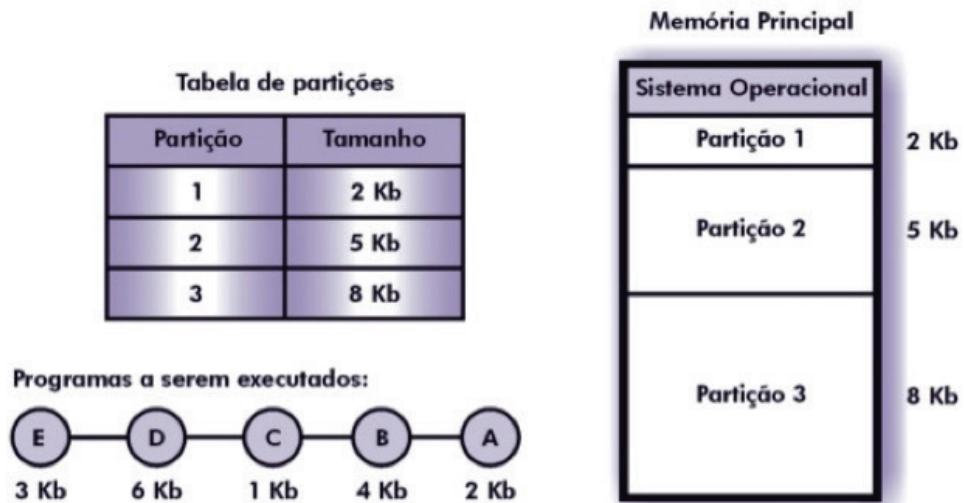 Tabela de partições
Partição Tamanho
1 2 Kb
2 5 Kb
3 8 Kb
Programas a serem executados:
E D C B A
3 Kb 6 Kb 1 Kb 4 Kb 2 Kb
Memória Principal
Sistema Operacional
Partição 1 2 Kb
Partição 2 5 Kb
Partição 3 8 Kb